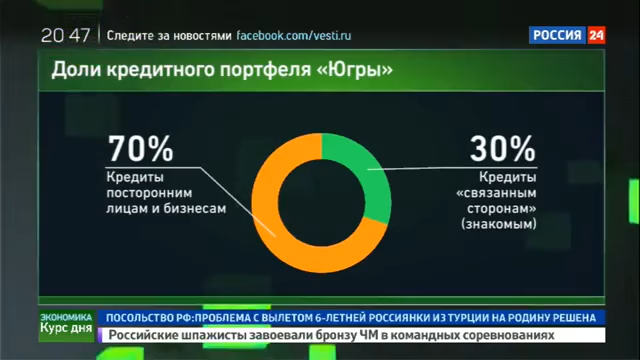 20 47 Следите за новостями facebook.com/vesti.ru РОССИЯ 24
Доли кредитного портфеля «Югры»
70%
Кредиты
посторонним
лицам и бизнесам
30%
Кредиты
«связанным
сторонам»
(знакомым)
ЭКОНОМИКА
Курс дня
ПОСОЛЬСТВО РФ:ПРОБЛЕМА С ВЫЛЕТОМ 6-ЛЕТНЕЙ РОССИЯНКИ ИЗ ТУРЦИИ НА РОДИНУ РЕШЕНА
Российские шпажисты завоевали бронзу ЧМ в командных соревнованиях